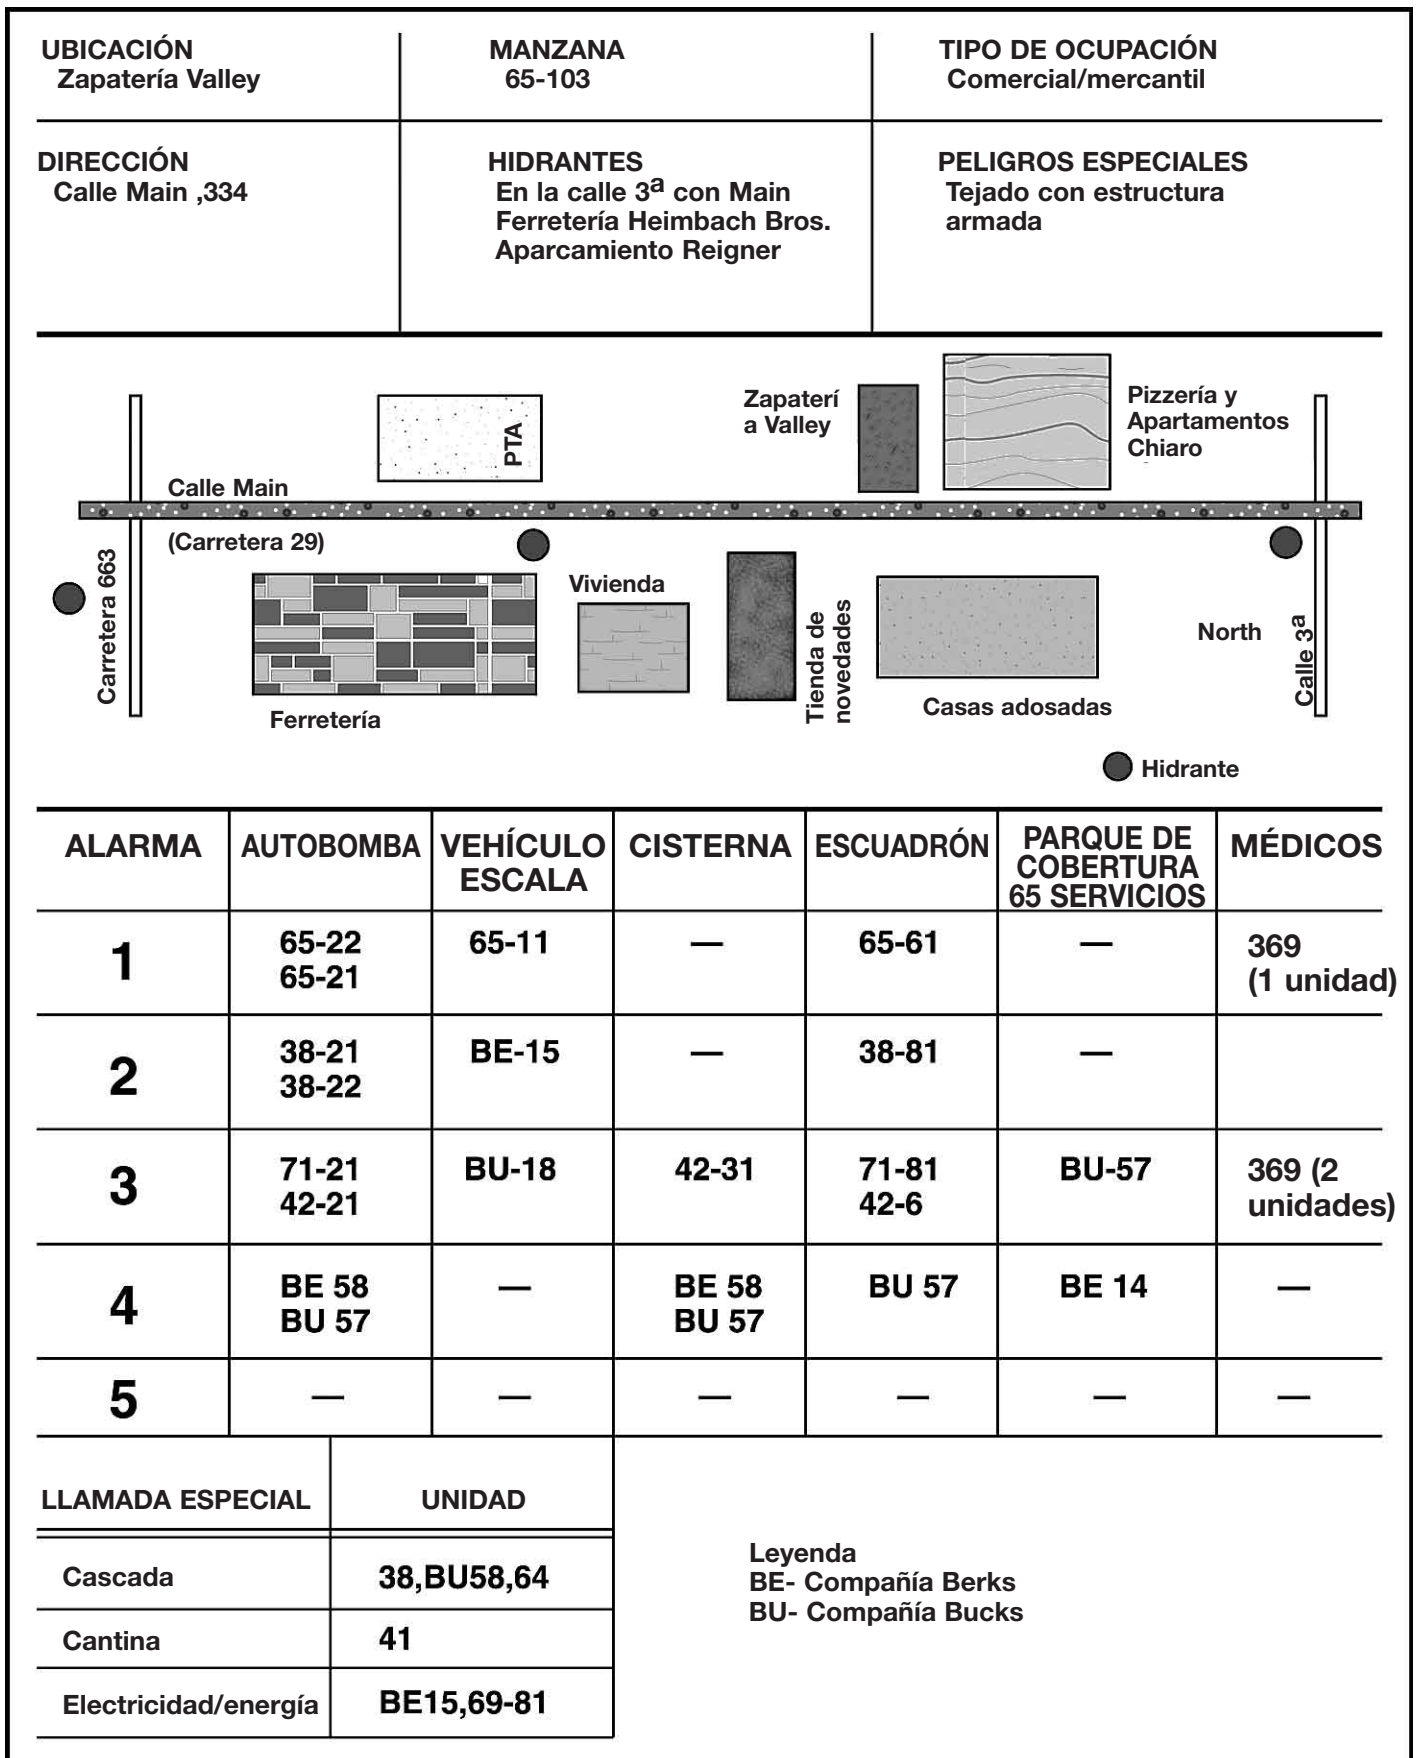 UBICACIÓN
Zapatería Valley
MANZANA
65-103
TIPO DE OCUPACIÓN
Comercial/mercantil
DIRECCIÓN
Calle Main ,334
HIDRANTES
En la calle 3ª con Main
Ferretería Heimbach Bros.
Aparcamiento Reigner
PELIGROS ESPECIALES
Tejado con estructura
armada
PTA
Zapaterí
a Valley
Pizzería y
Apartamentos
Chiaro
Calle Main
(Carretera 29)
Carretera 663
Ferretería
Vivienda
Tienda de
novedades
Casas adosadas
North
Calle 3ª
Hidrante
ALARMA AUTOBOMBA VEHÍCULO ESCALA CISTERNA ESCUADRÓN PARQUE DE COBERTURA 65 SERVICIOS MÉDICOS
1 65-22 65-11 — 65-61 — 369
65-21 (1 unidad)
2 38-21 BE-15 — 38-81 —
38-22
3 71-21 BU-18 42-31 71-81 BU-57 369 (2
42-21 42-6 unidades)
4 BE 58 — BE 58 BU 57 BE 14 —
BU 57 BU 57
5 — — — — — —
LLAMADA ESPECIAL UNIDAD
Cascada 38,BU58,64
Cantina 41
Electricidad/energía BE15,69-81
Leyenda
BE- Compañía Berks
BU- Compañía Bucks